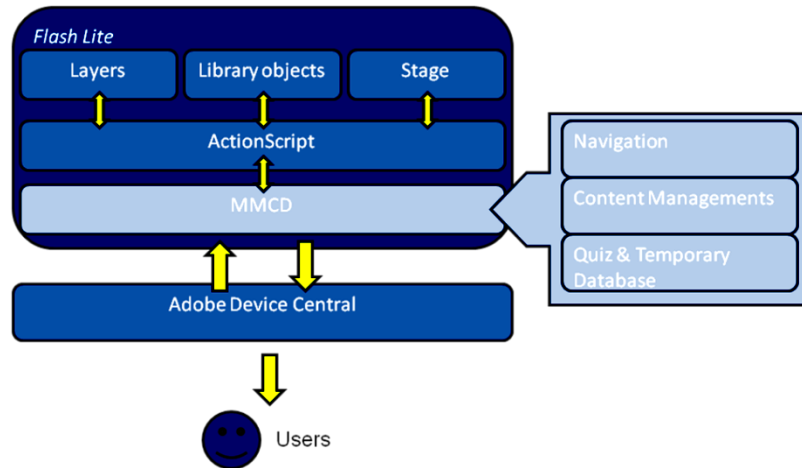 Flash Lite
Layers
Library objects
Stage
ActionScript
MMCD
Navigation
Content Managements
Quiz & Temporary
Database
Adobe Device Central
Users